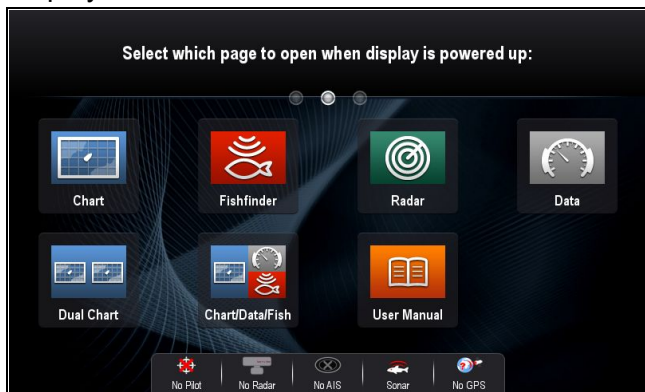 Select which page to open when display is powered up:
Chart
Fishfinder
Radar
Data
Dual Chart
Chart/Data/Fish
User Manual
No Pilot
No Radar
No AIS
Sonar
No GPS